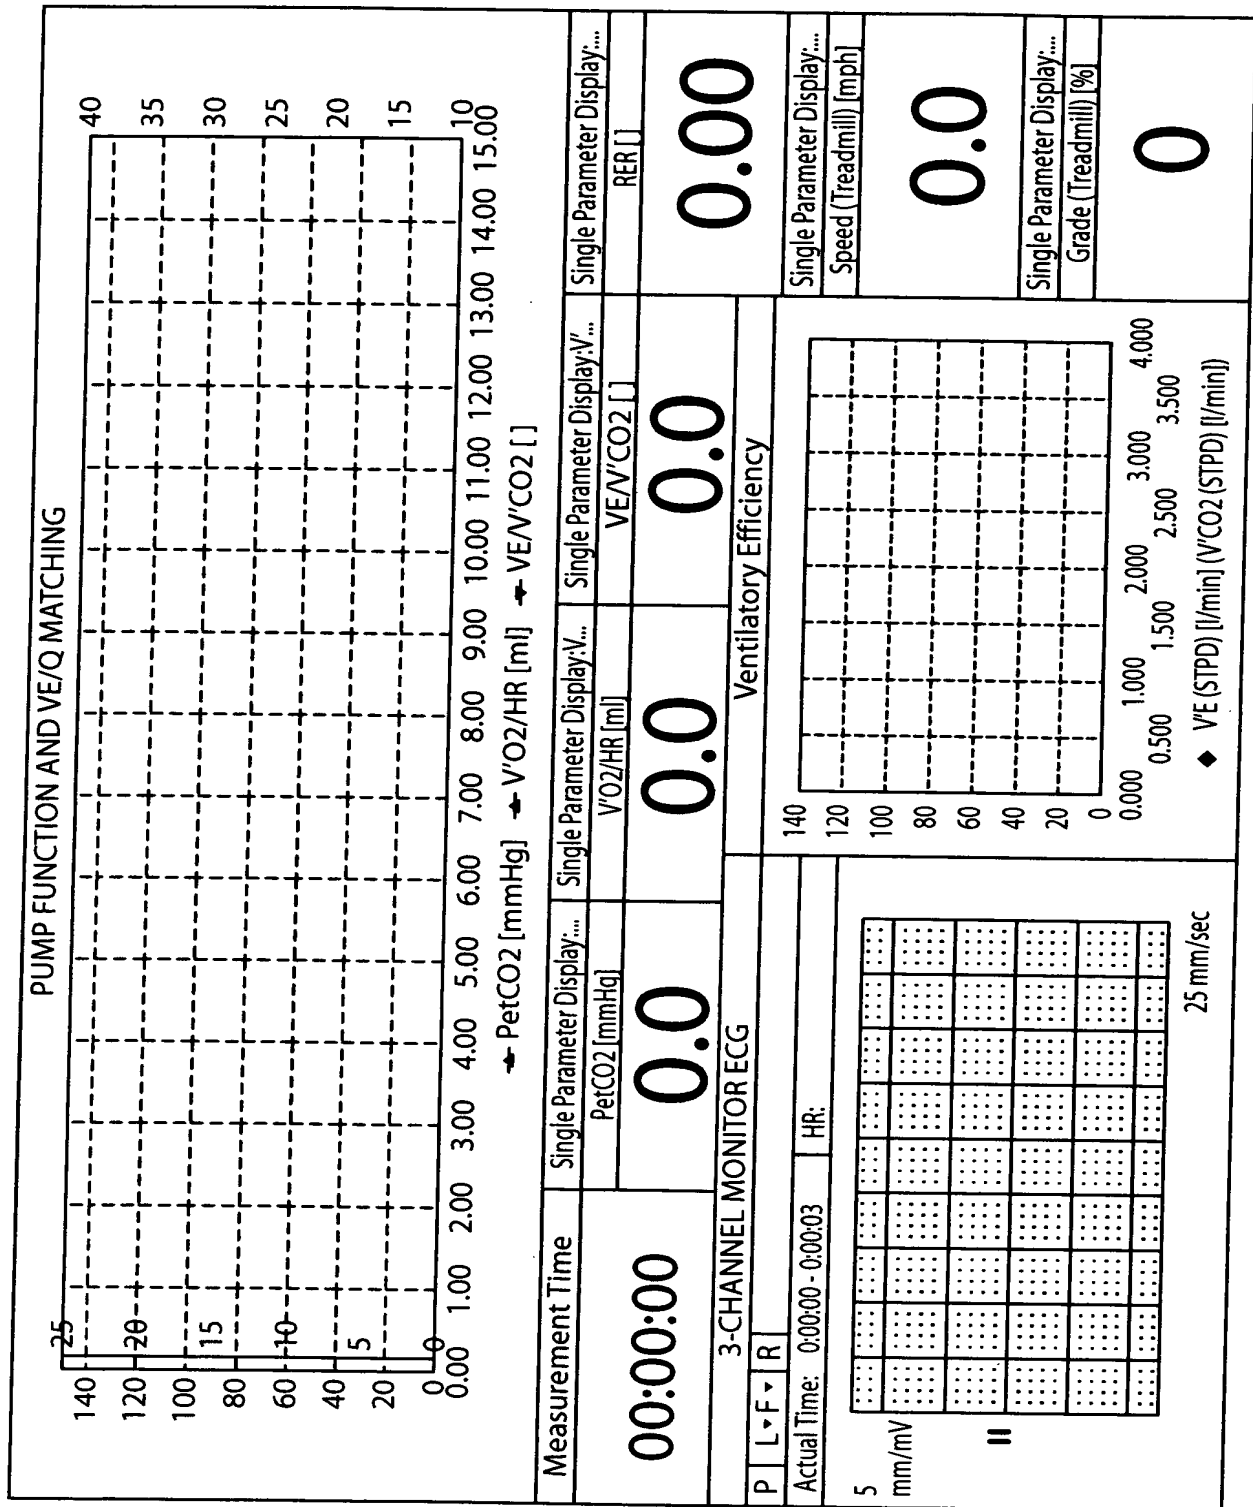 PUMP FUNCTION AND VE/Q MATCHING
140 120 100 80 60 40 20 0
25 20 15 10 5 0
40 35 30 25 20 15 10
0.00 1.00 2.00 3.00 4.00 5.00 6.00 7.00 8.00 9.00 10.00 11.00 12.00 13.00 14.00 15.00
PetCO2 [mmHg] V'O2/HR [ml] VE/V'CO2 [ ]
Measurement Time
00:00:00
Single Parameter Display:....
PetCO2 [mmHg]
0.0
Single Parameter Display:V...
V'O2/HR [ml]
0.0
Single Parameter Display:V'...
VE/V'CO2 [ ]
0.0
Single Parameter Display:....
RER [ ]
0.00
3-CHANNEL MONITOR ECG
P L F R
Actual Time: 0:00:00 - 0:00:03 HR:
5
mm/mV
II
25 mm/sec
Ventilatory Efficiency
140
120
100
80
60
40
20
0
0.000 1.000 2.000 3.000 4.000
0.500 1.500 2.500 3.500
◆ V'E (STPD) [l/min] (V'CO2 (STPD) [l/min])
Single Parameter Display:....
Speed (Treadmill) [mph]
0.0
Single Parameter Display:....
Grade (Treadmill) [%]
0